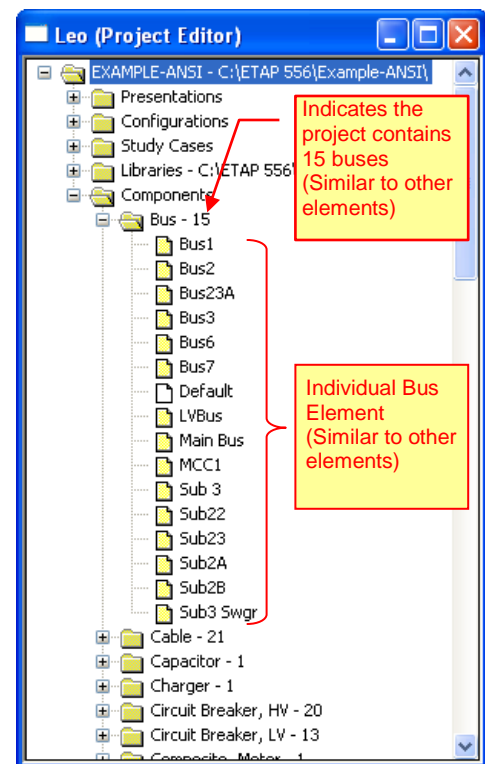 Leo (Project Editor)
EXAMPLE-ANSI - C:\ETAP 556\Example-ANSI\
Presentations
Configurations
Study Cases
Libraries - C:\ETAP 556\
Components
Bus - 15
Bus1
Bus2
Bus23A
Bus3
Bus6
Bus7
Default
LVBus
Main Bus
MCC1
Sub 3
Sub22
Sub23
Sub2A
Sub2B
Sub3 Swgr
Cable - 21
Capacitor - 1
Charger - 1
Circuit Breaker, HV - 20
Circuit Breaker, LV - 13
Composite, Motor - 1
Indicates the
project contains
15 buses
(Similar to other
elements)
Individual Bus
Element
(Similar to other
elements)